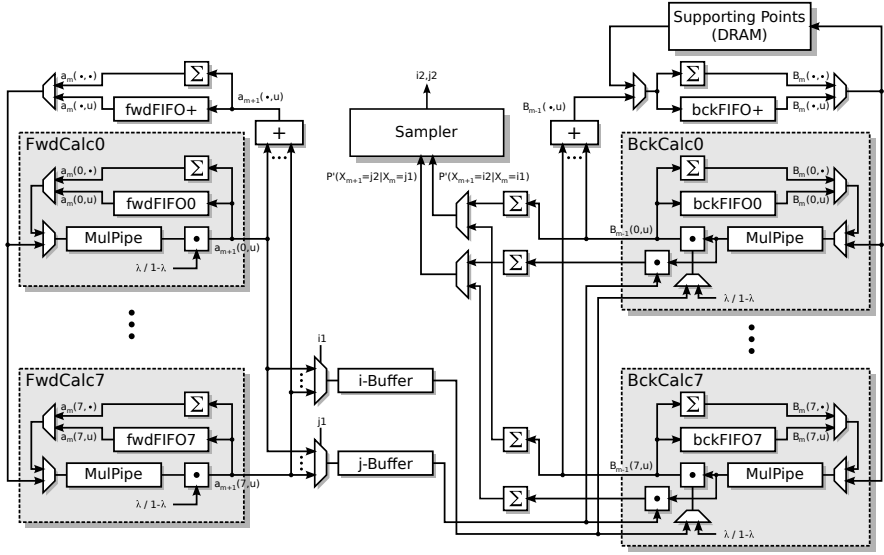 Supporting Points
(DRAM)
i2,j2
a_m(•,•)
Σ
a_m(•,u)
fwdFIFO+
a_{m+1}(•,u)
+
Sampler
B_{m-1}(•,u)
+
Σ
B_m(•,•)
bckFIFO+
B_m(•,u)
FwdCalc0
a_m(0,•)
Σ
a_m(0,u)
fwdFIFO0
MulPipe
a_{m+1}(0,u)
λ / 1-λ
P'(X_{m+1}=j2|X_m=j1)
P'(X_{m+1}=i2|X_m=i1)
Σ
Σ
BckCalc0
Σ
B_m(0,•)
bckFIFO0
B_m(0,u)
B_{m-1}(0,u)
MulPipe
λ / 1-λ
i1
i-Buffer
j1
j-Buffer
FwdCalc7
a_m(7,•)
Σ
a_m(7,u)
fwdFIFO7
MulPipe
a_{m+1}(7,u)
λ / 1-λ
Σ
Σ
BckCalc7
Σ
B_m(7,•)
bckFIFO7
B_m(7,u)
B_{m-1}(7,u)
MulPipe
λ / 1-λ